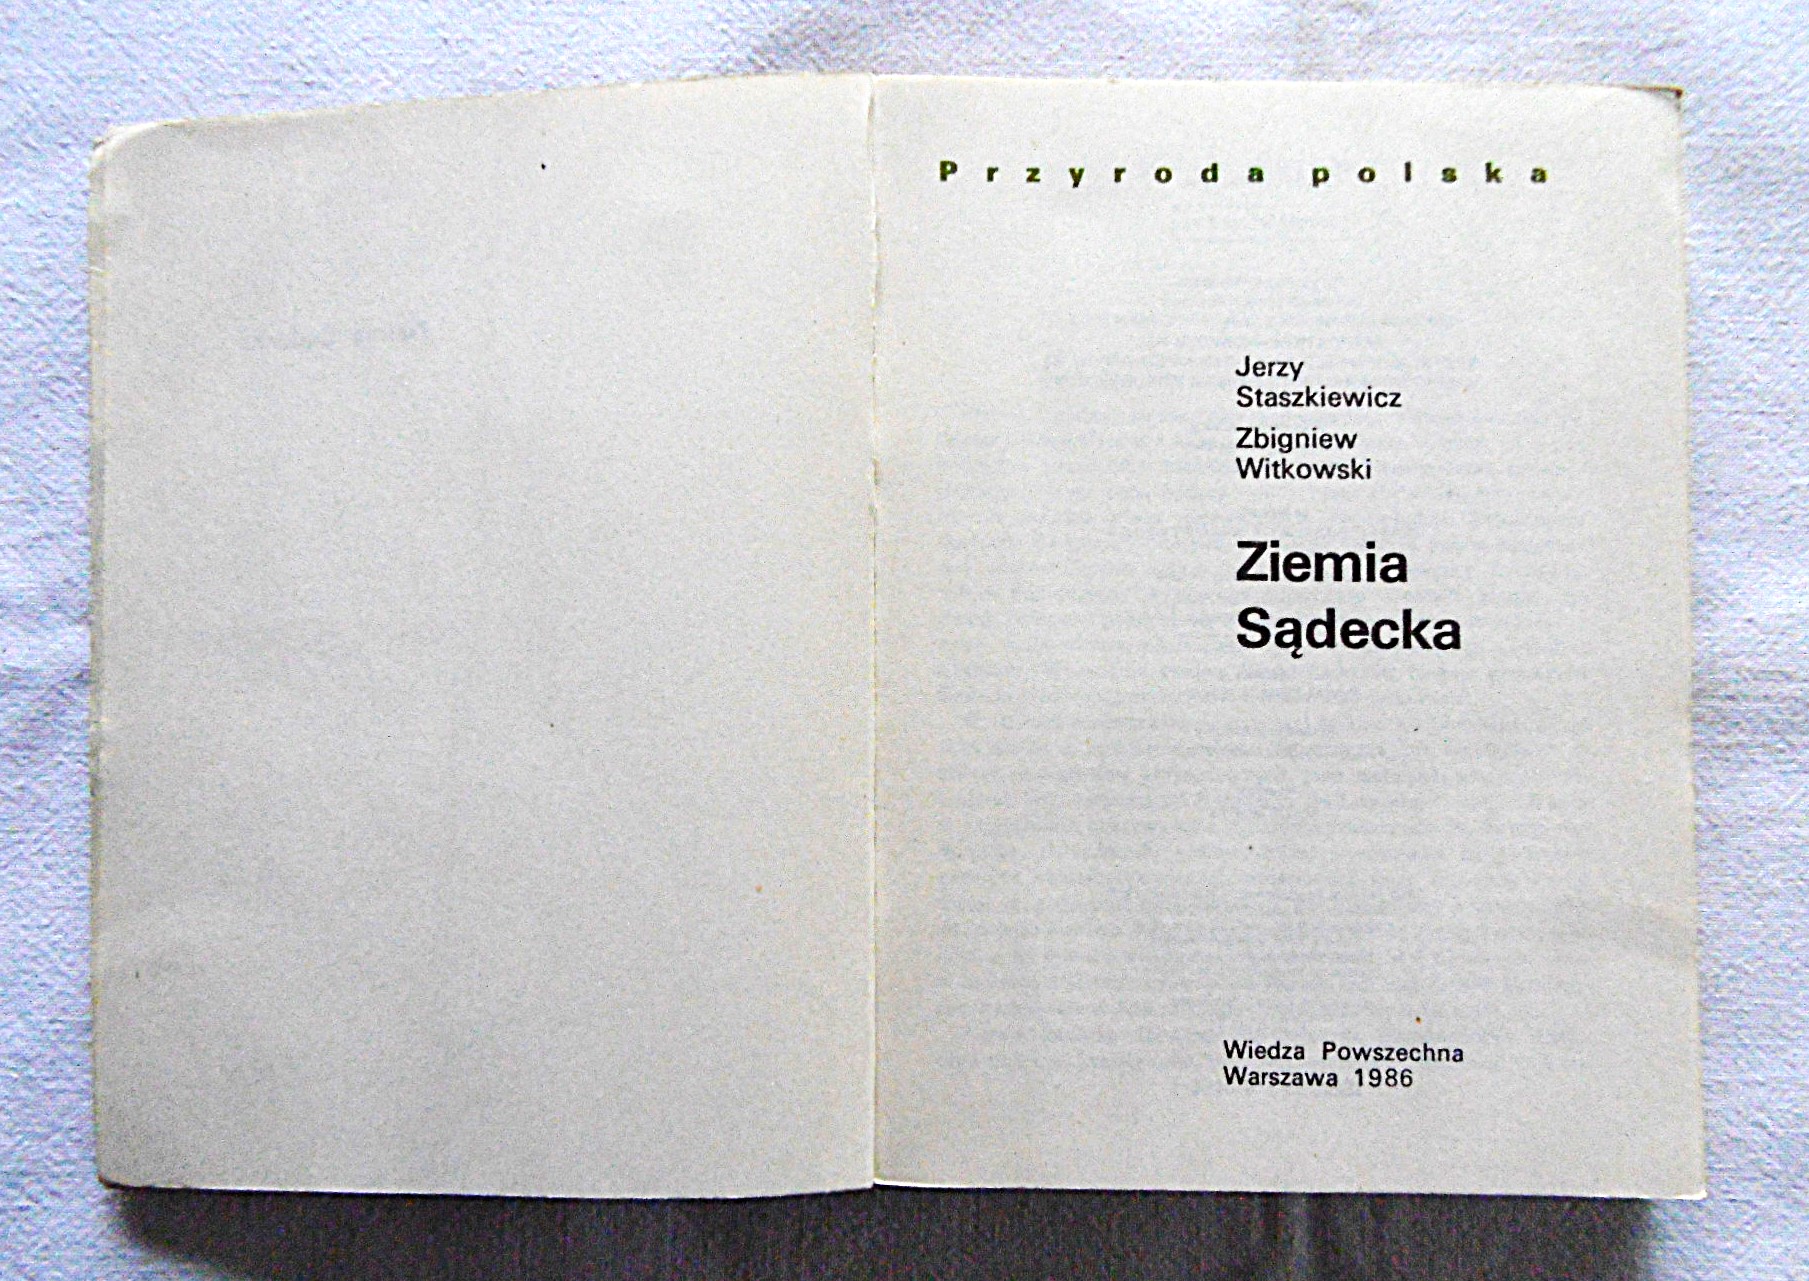 Przyroda polska
Jerzy
Staszkiewicz
Zbigniew
Witkowski
Ziemia
Sądecka
Wiedza Powszechna
Warszawa 1986